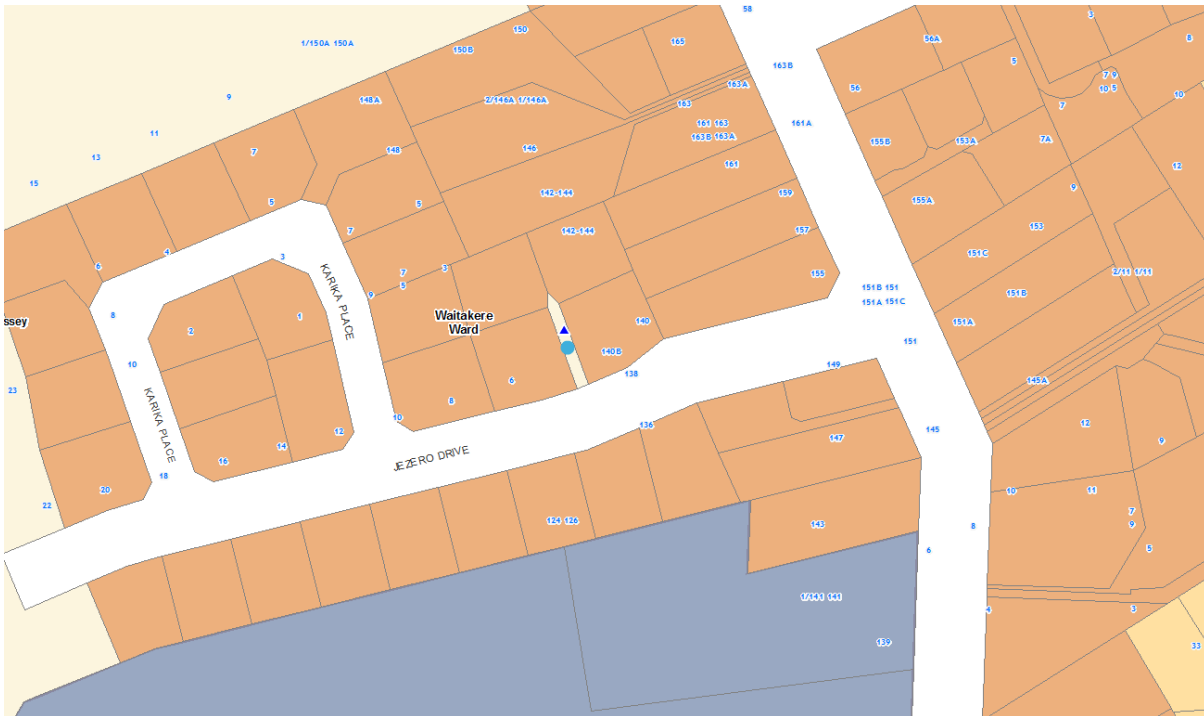 58
3
150
165
56A
8
1/150A 150A
150B
5
163B
7 9
10 5
163A
56
9
148A
2/146A 1/146A
163
7
10
161A
161 163
163B 163A
11
155B
153A
7A
13
7
148
146
161
12
15
9
142-144
159
5
5
155A
7
142-144
157
153
4
3
151C
6
7
5
3
155
2/11 1/11
KARIKA PLACE
9
151B 151
151A 151C
151B
8
1
Waitakere
Ward
ssey
2
140
151A
10
151
140B
149
138
145A
23
6
KARIKA PLACE
8
10
136
12
12
145
147
9
14
JEZERO DRIVE
16
18
20
10
11
22
124 126
143
7
9
8
6
5
1/141 141
4
3
139
33